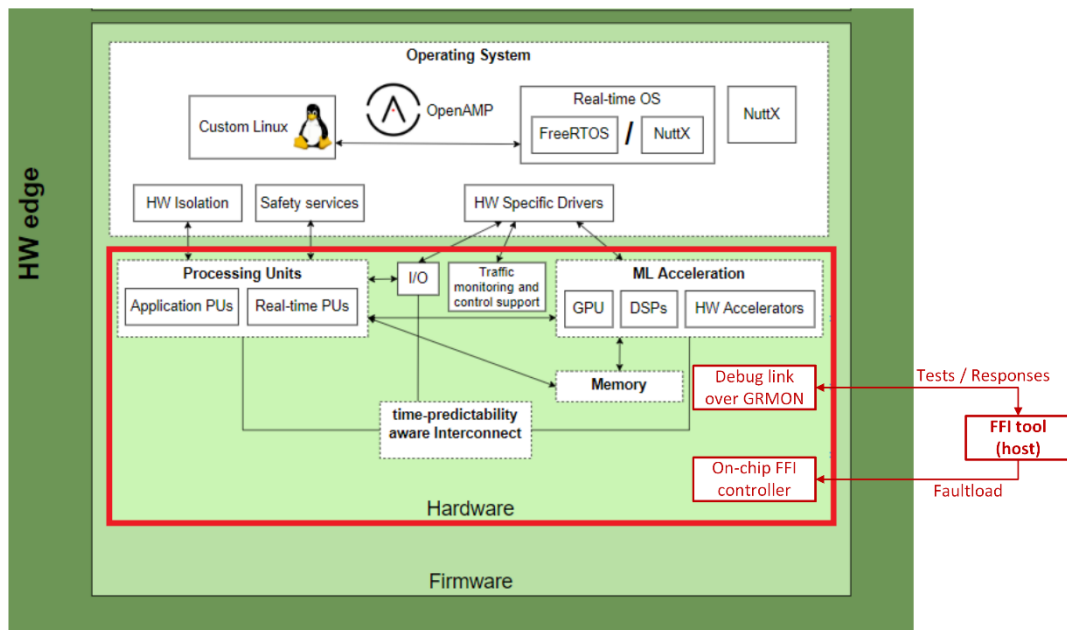 HW edge
Operating System
Custom Linux
OpenAMP
Real-time OS
FreeRTOS
/
NuttX
NuttX
HW Isolation
Safety services
HW Specific Drivers
Processing Units
Application PUs
Real-time PUs
I/O
Traffic
monitoring and
control support
ML Acceleration
GPU
DSPs
HW Accelerators
Memory
time-predictability
aware Interconnect
Debug link
over GRMON
Tests / Responses
FFI tool
(host)
On-chip FFI
controller
Faultload
Hardware
Firmware